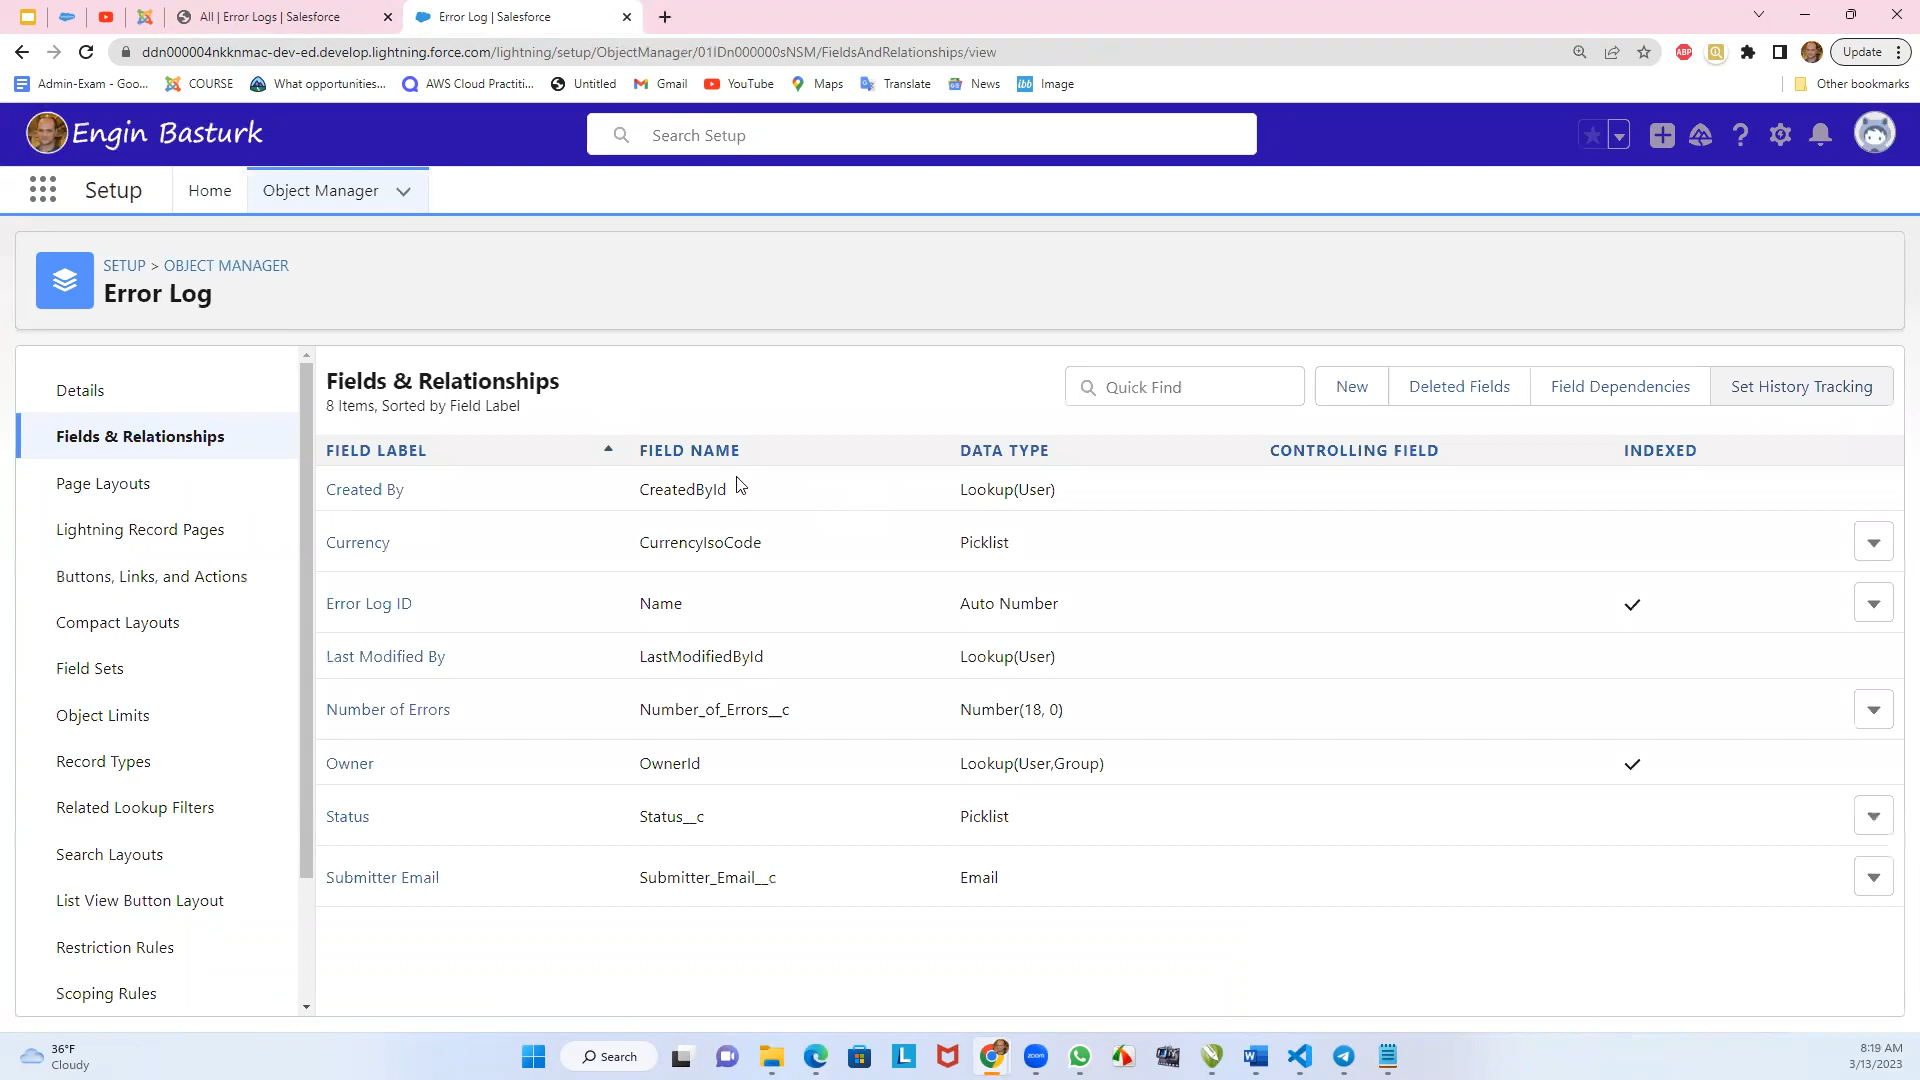 All | Error Logs | Salesforce
Error Log | Salesforce
ddn000004nkknmac-dev-ed.develop.lightning.force.com/lightning/setup/ObjectManager/01IDn000000sNSM/FieldsAndRelationships/view
ABP
Update
Admin-Exam - Goo...
COURSE
What opportunities...
AWS Cloud Practiti...
Untitled
Gmail
YouTube
Maps
Translate
News
ibb
Image
Other bookmarks
Engin Basturk
Search Setup
Setup
Home
Object Manager
SETUP > OBJECT MANAGER
Error Log
Details
Fields & Relationships
Page Layouts
Lightning Record Pages
Buttons, Links, and Actions
Compact Layouts
Field Sets
Object Limits
Record Types
Related Lookup Filters
Search Layouts
List View Button Layout
Restriction Rules
Scoping Rules
Fields & Relationships
8 Items, Sorted by Field Label
Quick Find
New
Deleted Fields
Field Dependencies
Set History Tracking
FIELD LABEL FIELD NAME DATA TYPE CONTROLLING FIELD INDEXED
Created By CreatedById Lookup(User)
Currency CurrencyIsoCode Picklist
Error Log ID Name Auto Number
Last Modified By LastModifiedById Lookup(User)
Number of Errors Number_of_Errors__c Number(18, 0)
Owner OwnerId Lookup(User,Group)
Status Status__c Picklist
Submitter Email Submitter_Email__c Email
36°F
Cloudy
Search
L
zoom
8:19 AM
3/13/2023